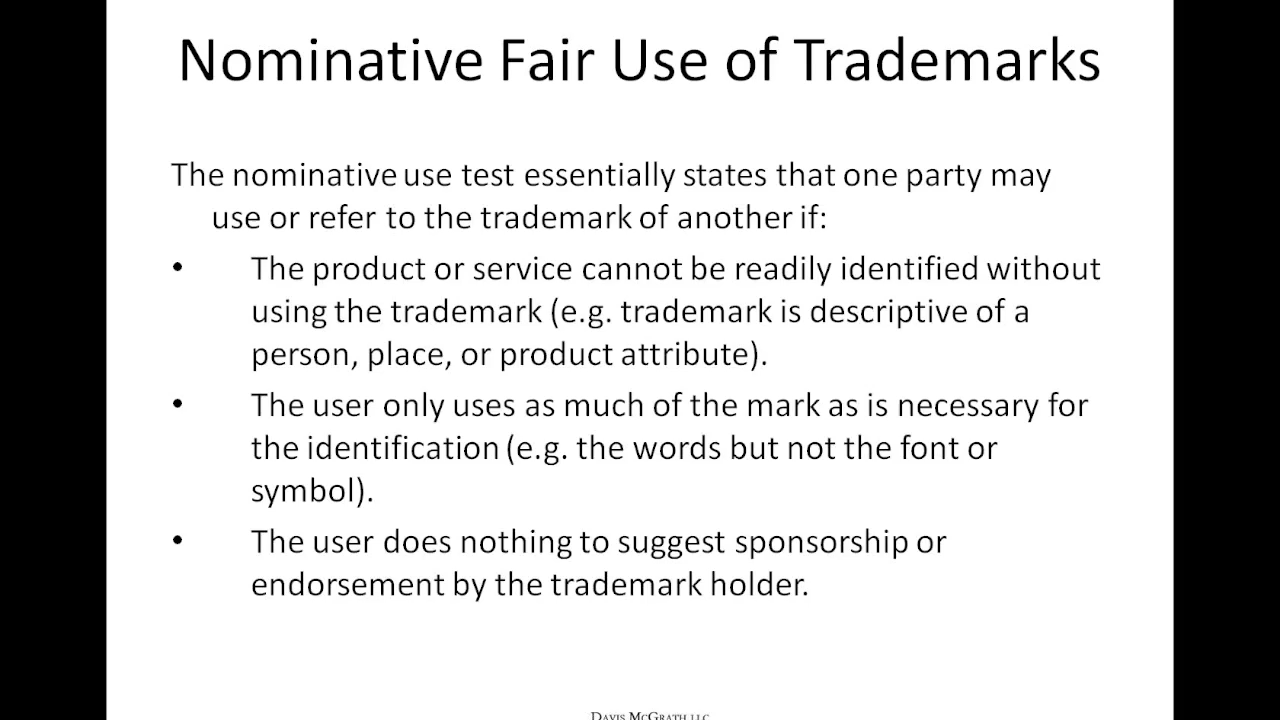 Nominative Fair Use of Trademarks
The nominative use test essentially states that one party may
use or refer to the trademark of another if:
• The product or service cannot be readily identified without
using the trademark (e.g. trademark is descriptive of a
person, place, or product attribute).
• The user only uses as much of the mark as is necessary for
the identification (e.g. the words but not the font or
symbol).
• The user does nothing to suggest sponsorship or
endorsement by the trademark holder.
DAVIS MCGRATH LLC